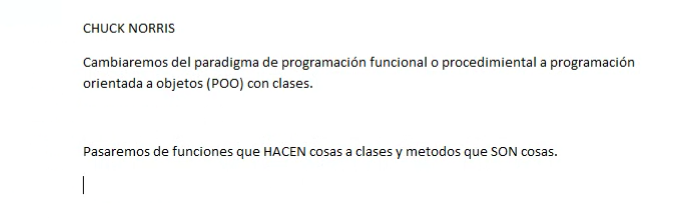 CHUCK NORRIS
Cambiaremos del paradigma de programación funcional o procedimiental a programación
orientada a objetos (POO) con clases.
Pasaremos de funciones que HACEN cosas a clases y metodos que SON cosas.